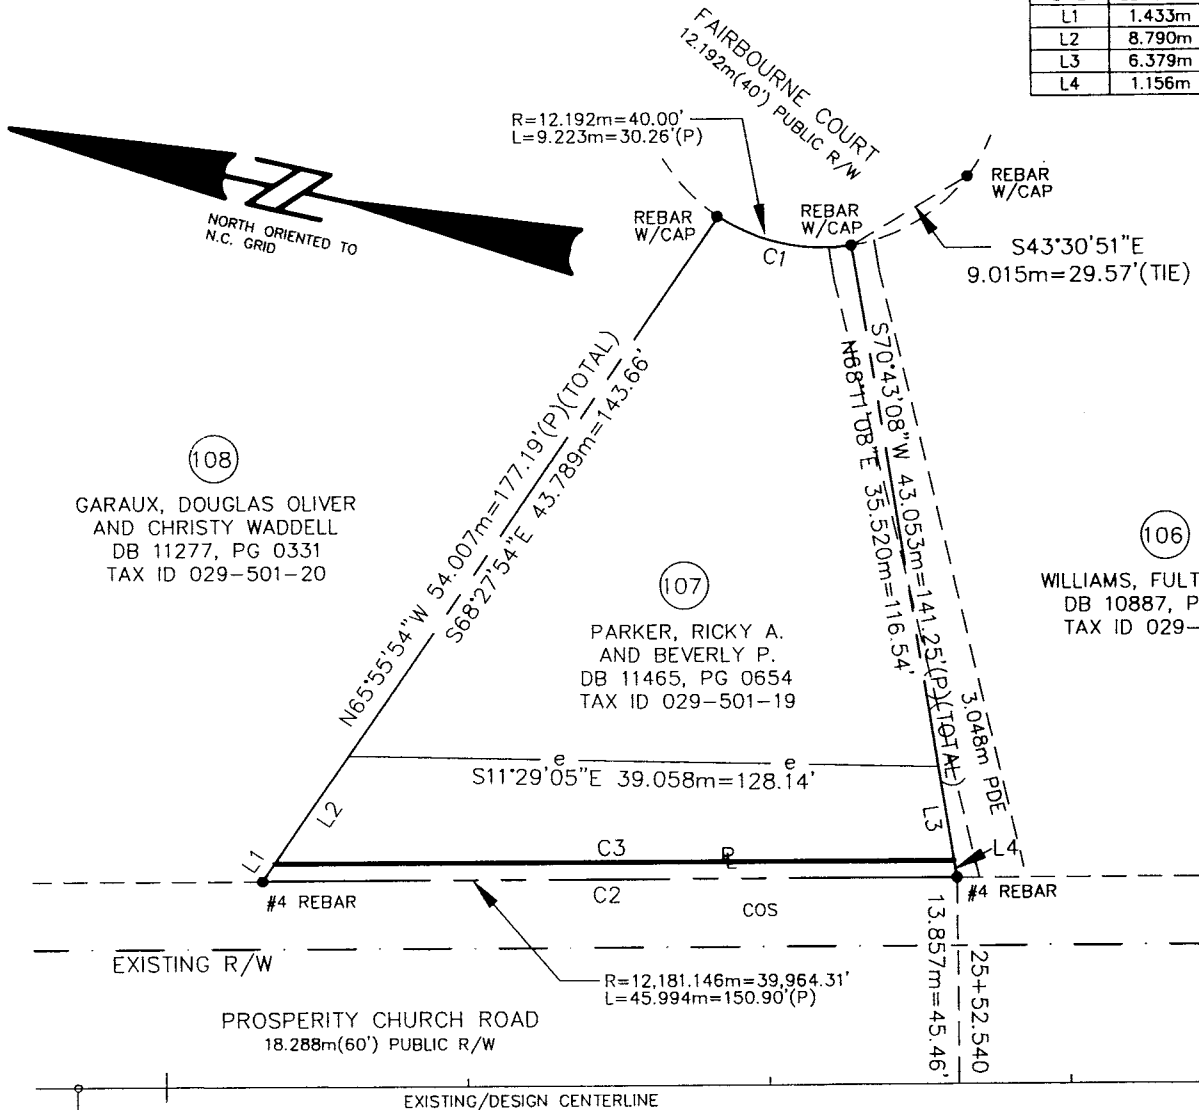 L1 1.433m
L2 8.790m
L3 6.379m
L4 1.156m
FAIRBOURNE COURT
12.192m(40') PUBLIC R/W
R=12.192m=40.00'
L=9.223m=30.26'(P)
NORTH ORIENTED TO
N.C. GRID
REBAR
W/CAP
REBAR
W/CAP
REBAR
W/CAP
C1
S43°30'51"E
9.015m=29.57'(TIE)
N65°55'54"W 54.007m=177.19'(P)(TOTAL)
S68°27'54"E 43.789m=143.66'
S70°43'08"W 43.053m=141.25'(P)(TOTAL)
N68°11'08"E 35.520m=116.54'
3.048m PDE
108
GARAUX, DOUGLAS OLIVER
AND CHRISTY WADDELL
DB 11277, PG 0331
TAX ID 029-501-20
107
PARKER, RICKY A.
AND BEVERLY P.
DB 11465, PG 0654
TAX ID 029-501-19
106
WILLIAMS, FULT
DB 10887, P
TAX ID 029-
e e
S11°29'05"E 39.058m=128.14'
L2
L3
L1
C3
L4
#4 REBAR
C2
COS
#4 REBAR
EXISTING R/W
R=12,181.146m=39,964.31'
L=45.994m=150.90'(P)
PROSPERITY CHURCH ROAD
18.288m(60') PUBLIC R/W
13.857m=45.46'
25+52.540
EXISTING/DESIGN CENTERLINE